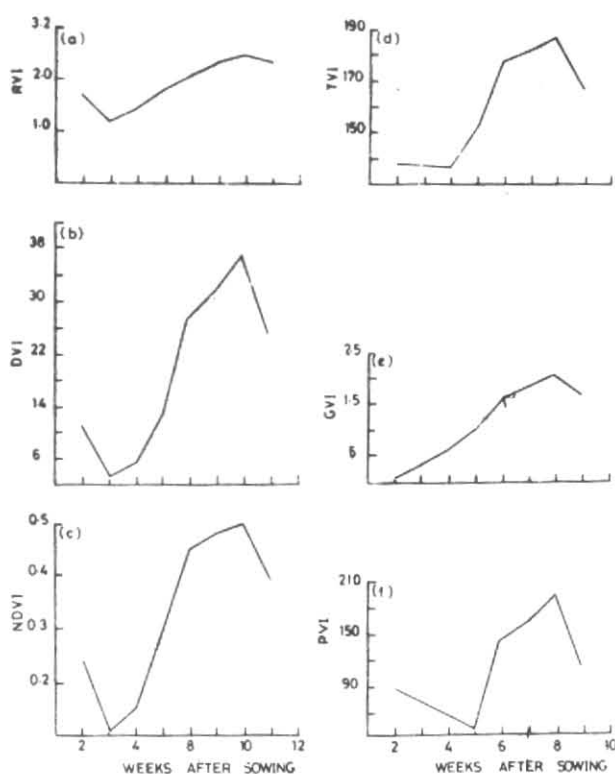 (a)
RVI
3.2
2.0
1.0
(b)
DVI
38
30
22
14
6
(c)
NDVI
0.5
0.4
0.3
0.2
2 4 6 8 10 12
WEEKS AFTER SOWING
(d)
TVI
190
170
150
(e)
GVI
25
1.5
5
(f)
PVI
210
150
90
2 4 6 8 10
WEEKS AFTER SOWING